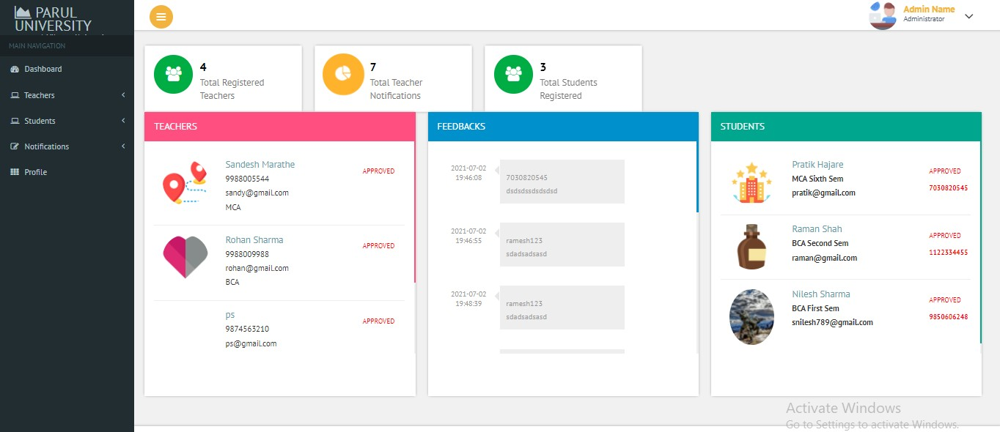 PARUL
UNIVERSITY
MAIN NAVIGATION
Dashboard
Teachers
Students
Notifications
Profile
Admin Name
Administrator
4
Total Registered
Teachers
7
Total Teacher
Notifications
3
Total Students
Registered
TEACHERS
Sandesh Marathe
9988005544
sandy@gmail.com
MCA
APPROVED
Rohan Sharma
9988009988
rohan@gmail.com
BCA
APPROVED
ps
9874563210
ps@gmail.com
APPROVED
FEEDBACKS
2021-07-02
19:46:08
7030820545
dsdsdssdsdsdsd
2021-07-02
19:46:55
ramesh123
sdadsadsasd
2021-07-02
19:48:39
ramesh123
sdadsadsasd
STUDENTS
Pratik Hajare
MCA Sixth Sem
pratik@gmail.com
APPROVED
7030820545
Raman Shah
BCA Second Sem
raman@gmail.com
APPROVED
1122334455
Nilesh Sharma
BCA First Sem
snilesh789@gmail.com
APPROVED
9850606248
Activate Windows
Go to Settings to activate Windows.